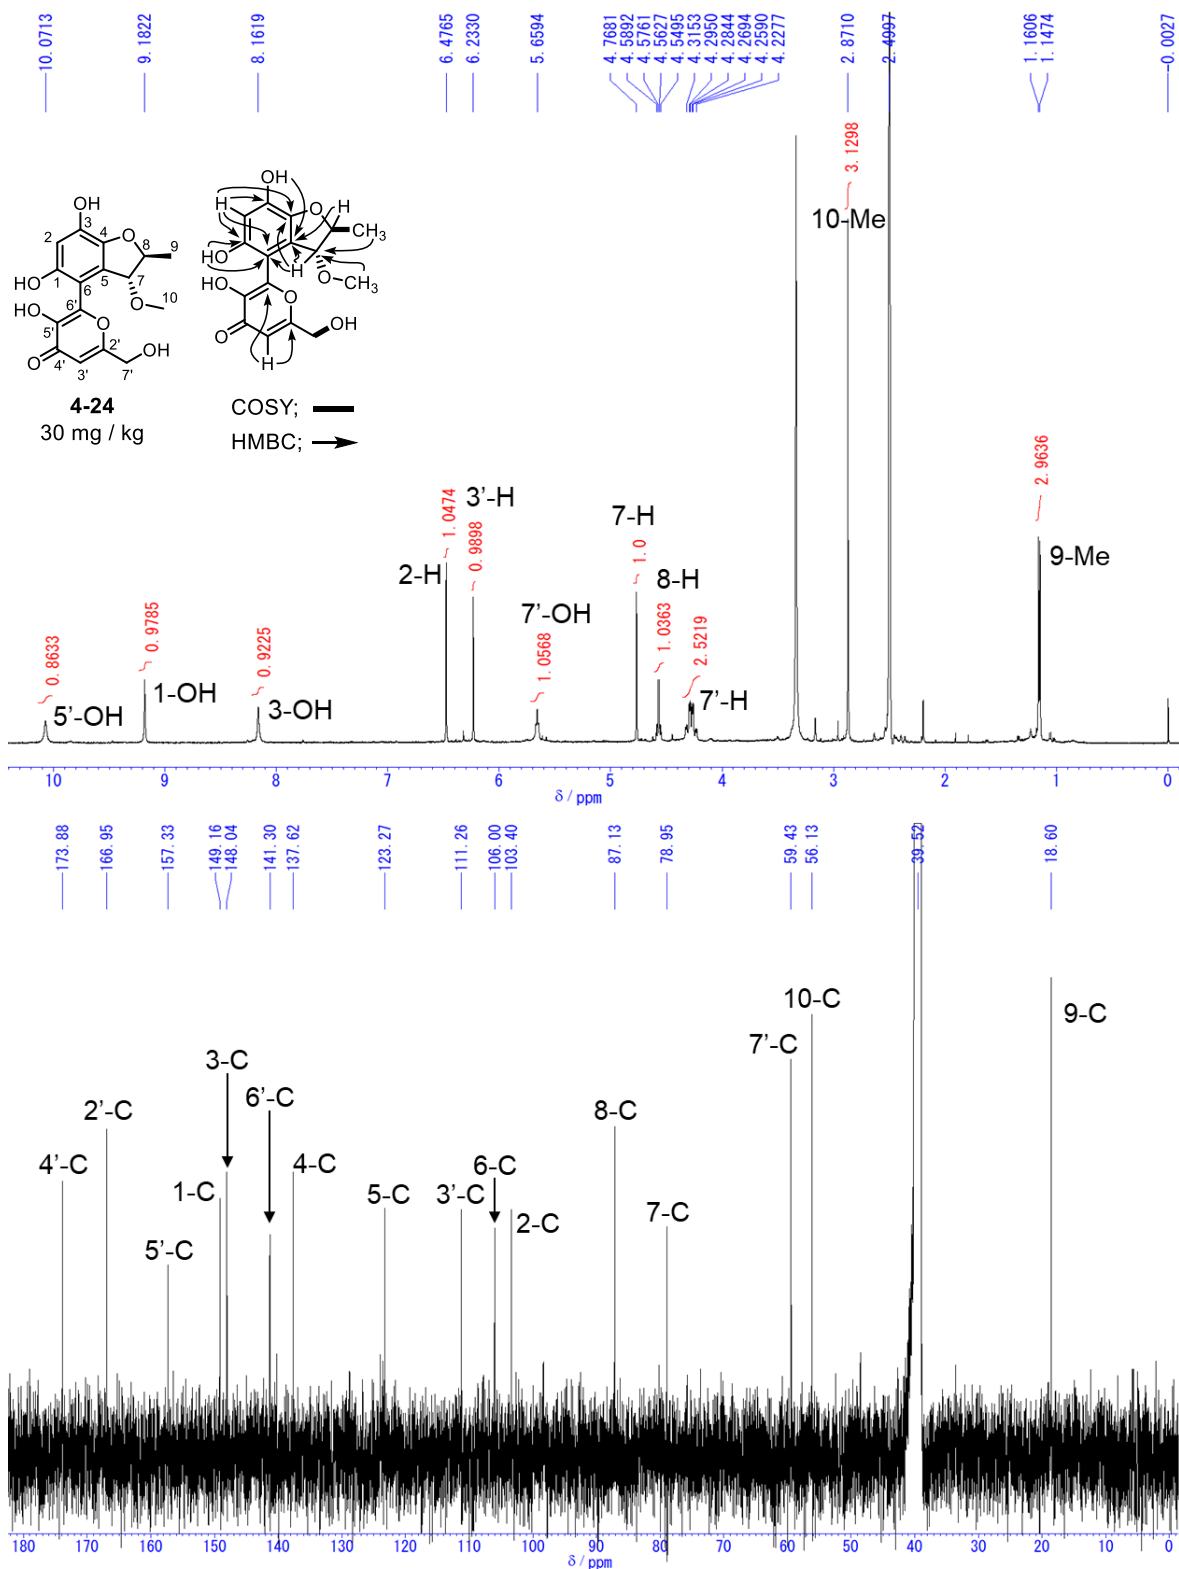 10.0713
9.1822
8.1619
6.4765
6.2330
5.6594
4.7681
4.5892
4.5761
4.5627
4.5495
4.3153
4.2950
4.2844
4.2694
4.2590
4.2277
2.8710
2.4997
1.1606
1.1474
-0.0027
OH
3
2
4
O
8
9
HO
1
5
7
6
O
10
6'
HO
O
5'
2'
OH
O
4'
3'
7'
4-24
30 mg / kg
OH
H
O
H
CH3
HO
H
O
CH3
HO
O
OH
O
H
COSY;
HMBC;
3.1298
10-Me
2.9636
9-Me
1.0474
3'-H
0.9898
2-H
7-H
1.0
8-H
1.0363
7'-OH
1.0568
2.5219
7'-H
0.8633
5'-OH
0.9785
1-OH
0.9225
3-OH
10 9 8 7 6 5 4 3 2 1 0
δ / ppm
173.88
166.95
157.33
149.16
148.04
141.30
137.62
123.27
111.26
106.00
103.40
87.13
78.95
59.43
56.13
39.52
18.60
10-C
9-C
7'-C
3-C
6'-C
2'-C
8-C
4'-C
4-C
6-C
1-C
5-C
3'-C
2-C
7-C
5'-C
180 170 160 150 140 130 120 110 100 90 80 70 60 50 40 30 20 10 0
δ / ppm